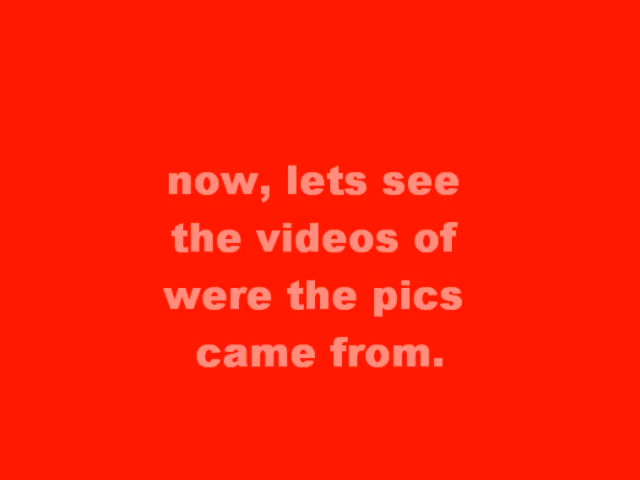 now, lets see
the videos of
were the pics
came from.